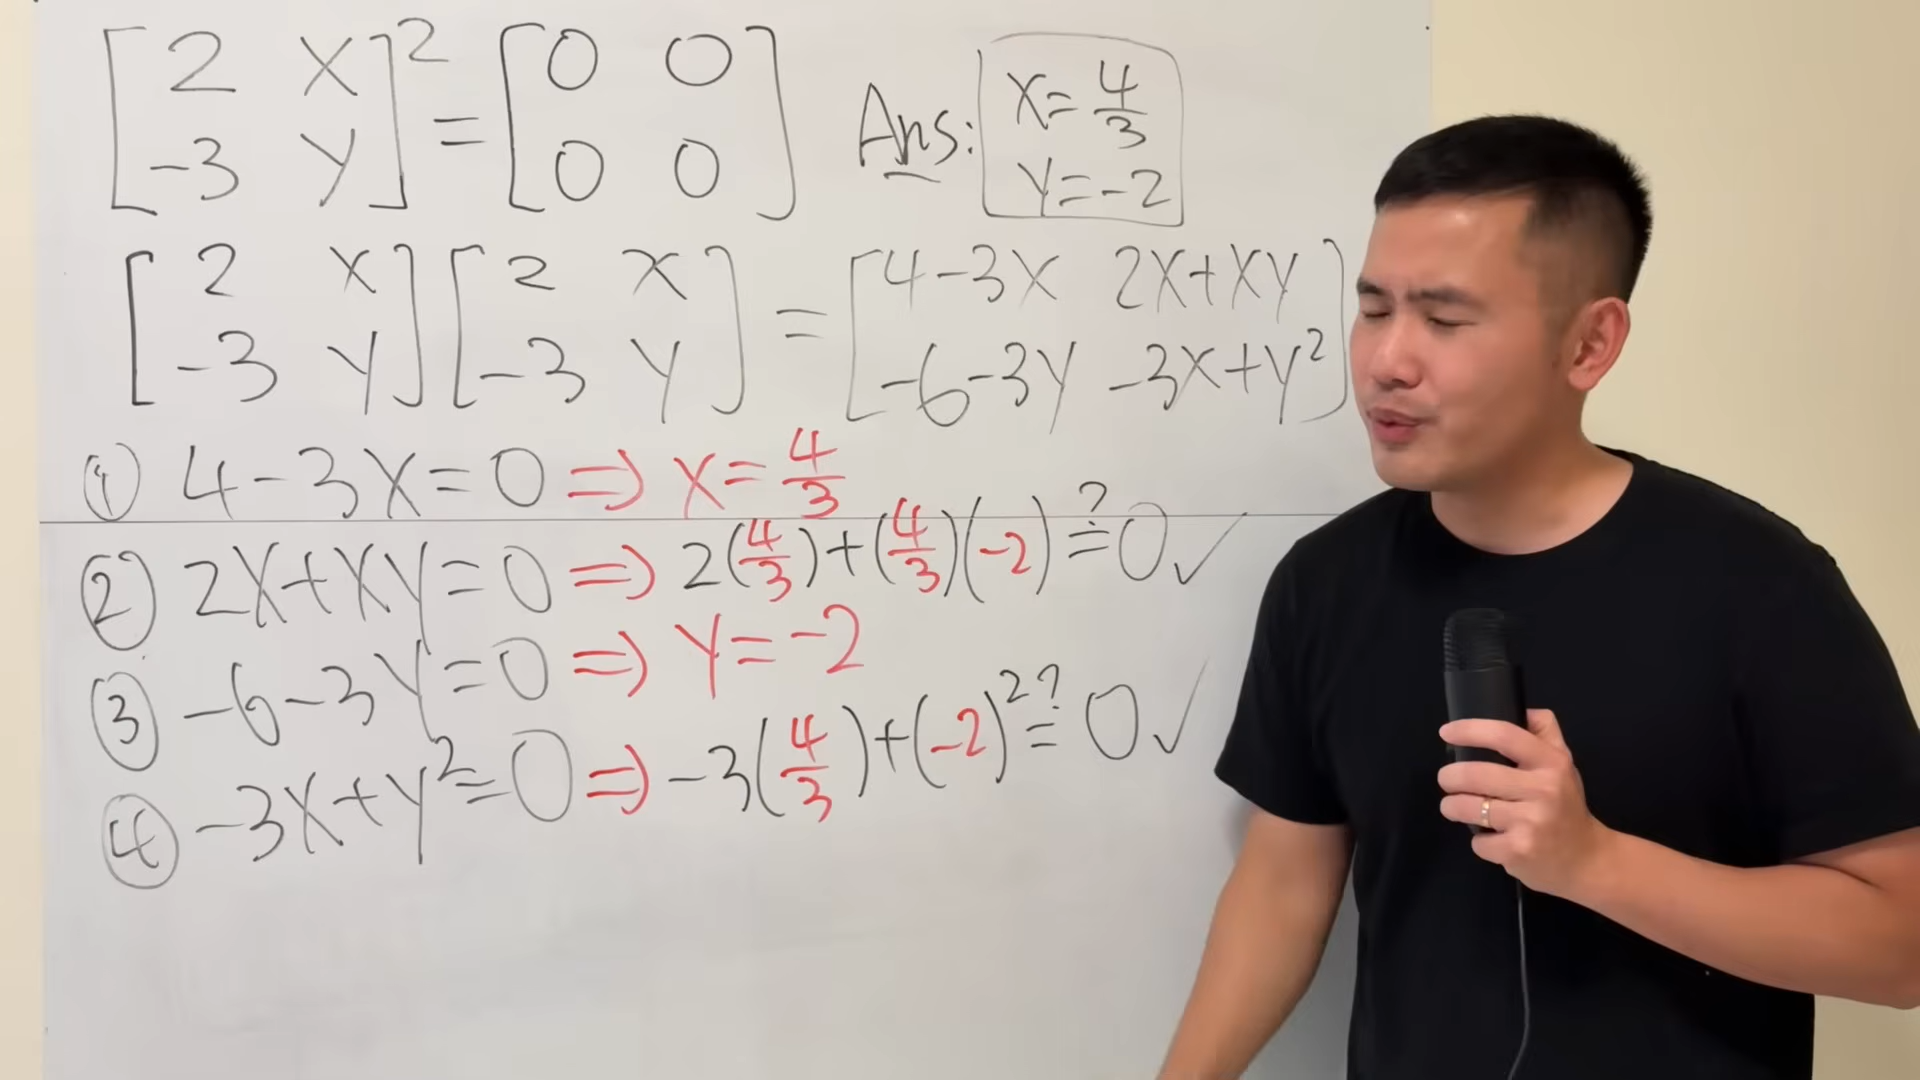 [2 x; -3 y]² = [0 0; 0 0]
Ans: x = 4/3
y = -2
[2 x; -3 y][2 x; -3 y] = [4-3x 2x+xy; -6-3y -3x+y²]
① 4-3x=0 ⇒ x=4/3
② 2x+xy=0 ⇒ 2(4/3)+(4/3)(-2) ?= 0 ✓
③ -6-3y=0 ⇒ y=-2
④ -3x+y²=0 ⇒ -3(4/3)+(-2)² ?= 0 ✓